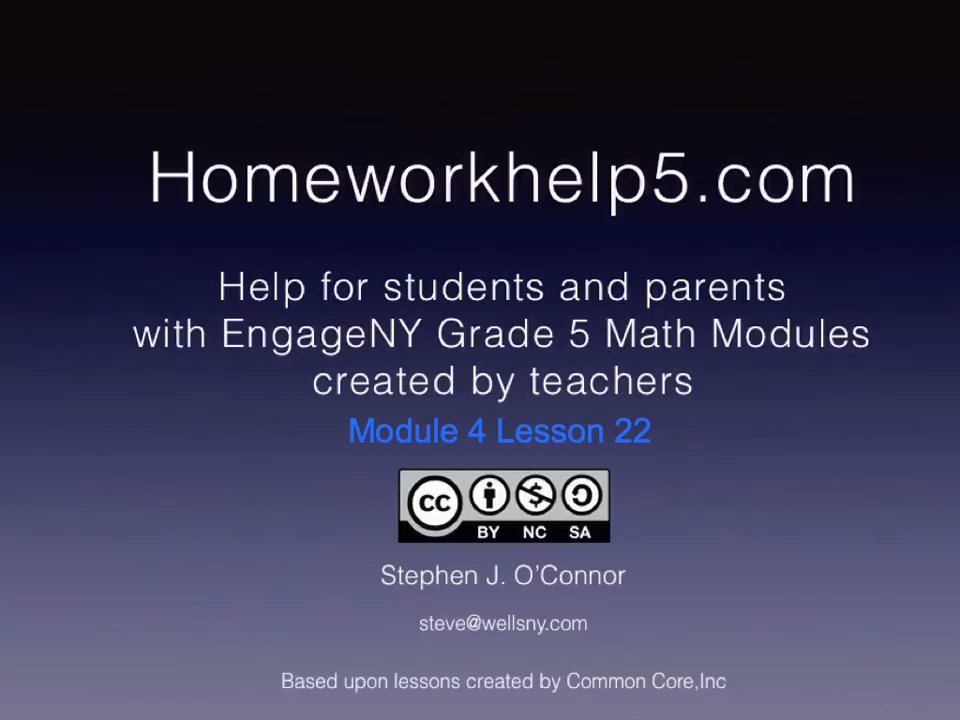 Homeworkhelp5.com
Help for students and parents
with EngageNY Grade 5 Math Modules
created by teachers
Module 4 Lesson 22
cc
BY NC SA
Stephen J. O’Connor
steve@wellsny.com
Based upon lessons created by Common Core,Inc